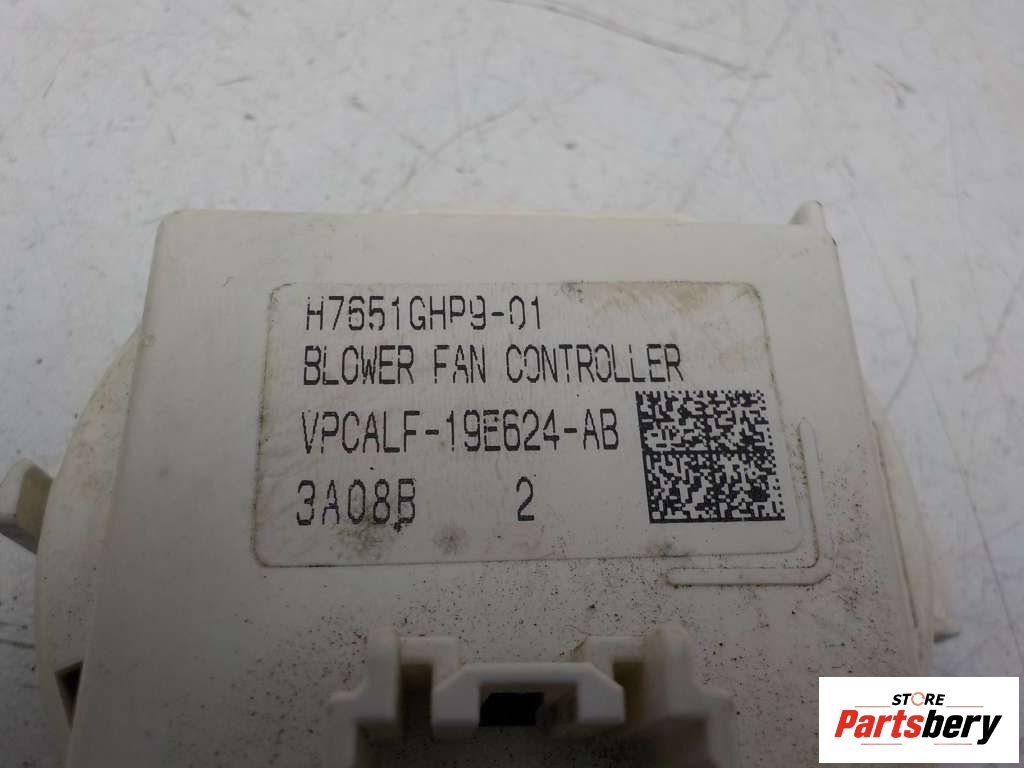 H7651GHP9-01
BLOWER FAN CONTROLLER
VPCALF-19E624-AB
3A08B 2
STORE
Partsbery